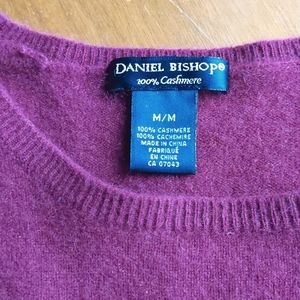 DANIEL BISHOP®
100% Cashmere
M/M
100% CASHMERE
100% CACHEMIRE
MADE IN CHINA
FABRIQUÉ
EN CHINE
CA 07043